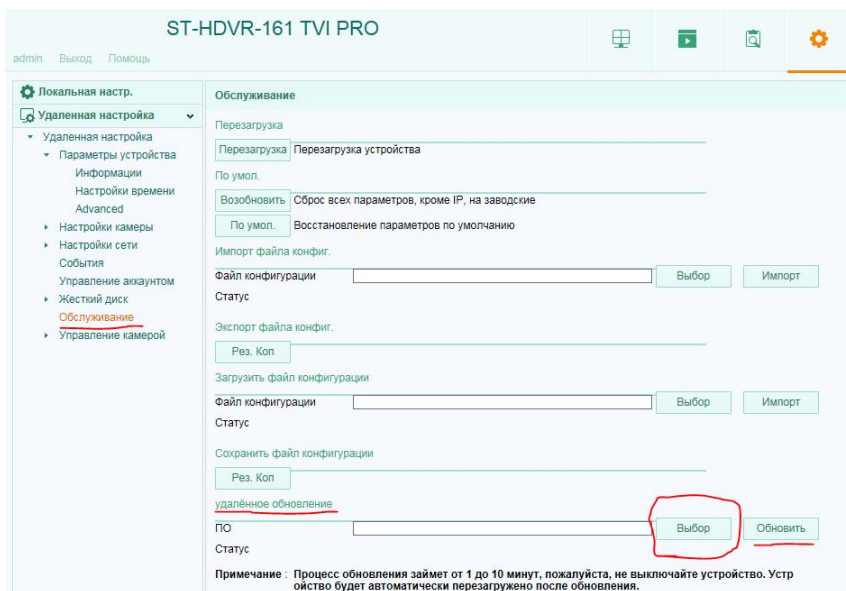 ST-HDVR-161 TVI PRO
admin Выход Помощь
Локальная настр.
Удаленная настройка
Удаленная настройка
Параметры устройства
Информации
Настройки времени
Advanced
Настройки камеры
Настройки сети
События
Управление аккаунтом
Жесткий диск
Обслуживание
Управление камерой
Обслуживание
Перезагрузка
Перезагрузка Перезагрузка устройства
По умол.
Возобновить Сброс всех параметров, кроме IP, на заводские
По умол. Восстановление параметров по умолчанию
Импорт файла конфиг.
Файл конфигурации Выбор Импорт
Статус
Экспорт файла конфиг.
Рез. Коп
Загрузить файл конфигурации
Файл конфигурации Выбор Импорт
Статус
Сохранить файл конфигурации
Рез. Коп
удалённое обновление
ПО Выбор Обновить
Статус
Примечание : Процесс обновления займет от 1 до 10 минут, пожалуйста, не выключайте устройство. Устр
ойство будет автоматически перезагружено после обновления.